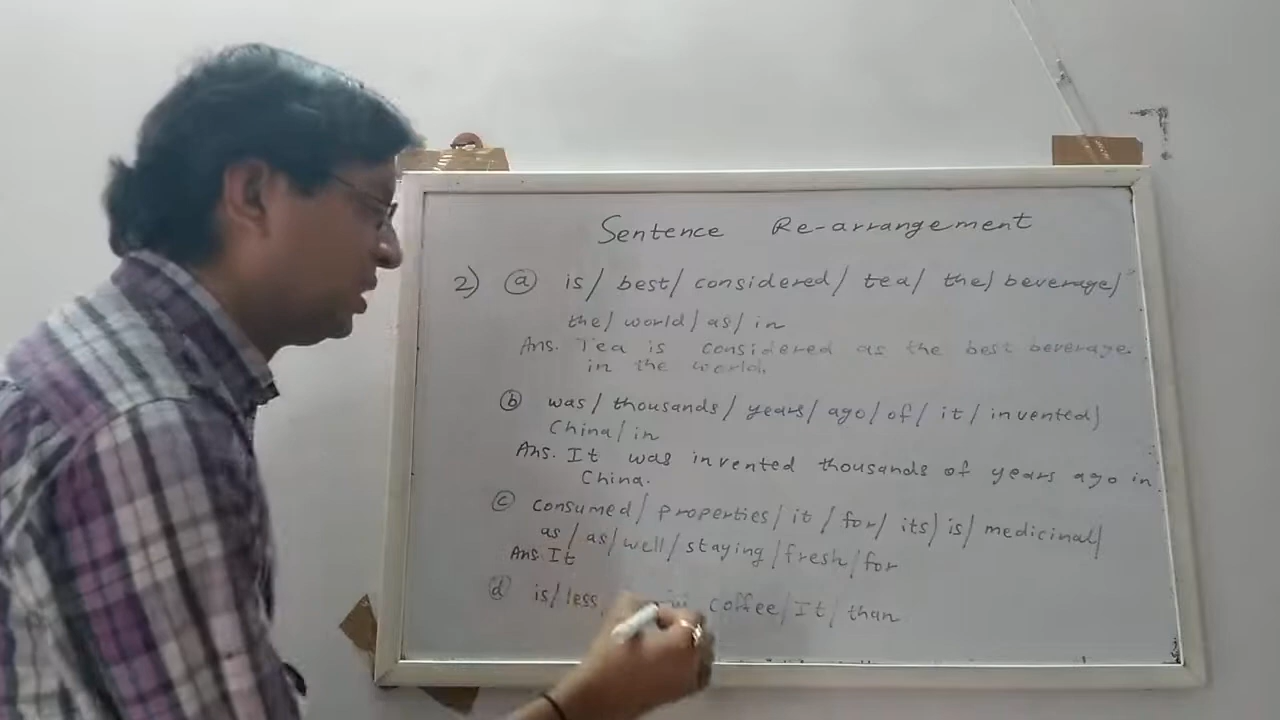 Sentence Re-arrangement
2) (a) is/ best/ considered/ tea/ the/ beverage/
the/ world/ as/ in
Ans. Tea is considered as the best beverage
in the world.
(b) was/ thousands/ years/ ago/ of/ it/ invented/
China/ in
Ans. It was invented thousands of years ago in
China.
(c) consumed/ properties/ it/ for/ its/ is/ medicinal/
as/ as/ well/ staying/ fresh/ for
Ans. It
(d) is/ less coffee/ It/ than